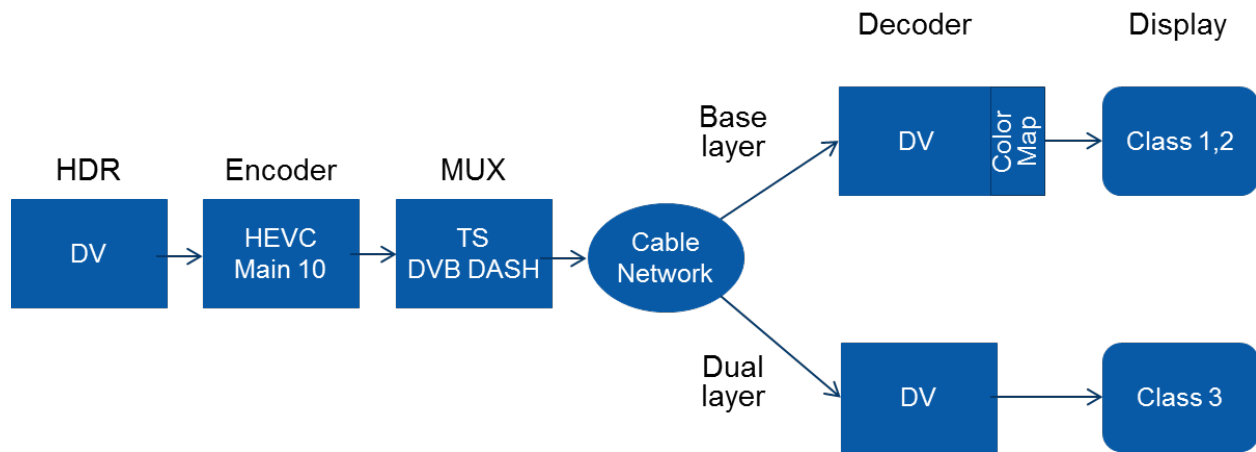 Decoder
Display
HDR
Encoder
MUX
DV
HEVC
Main 10
TS
DVB DASH
Cable
Network
Base
layer
DV
Color
Map
Class 1,2
Dual
layer
DV
Class 3